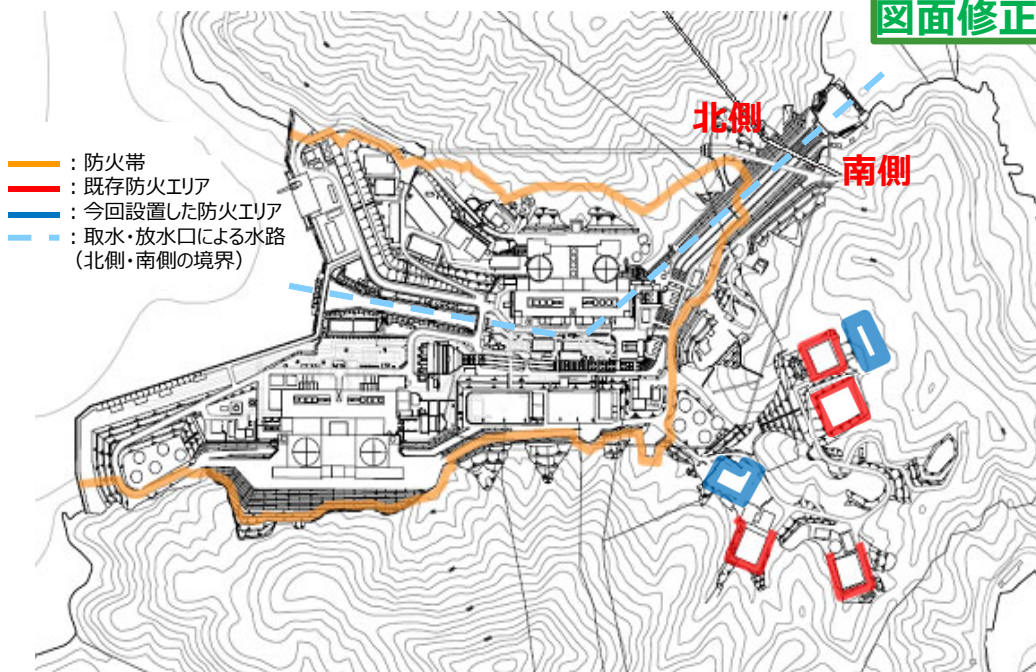 図面修正
北側
南側
：防火帯
：既存防火エリア
：今回設置した防火エリア
：取水・放水口による水路
（北側・南側の境界）